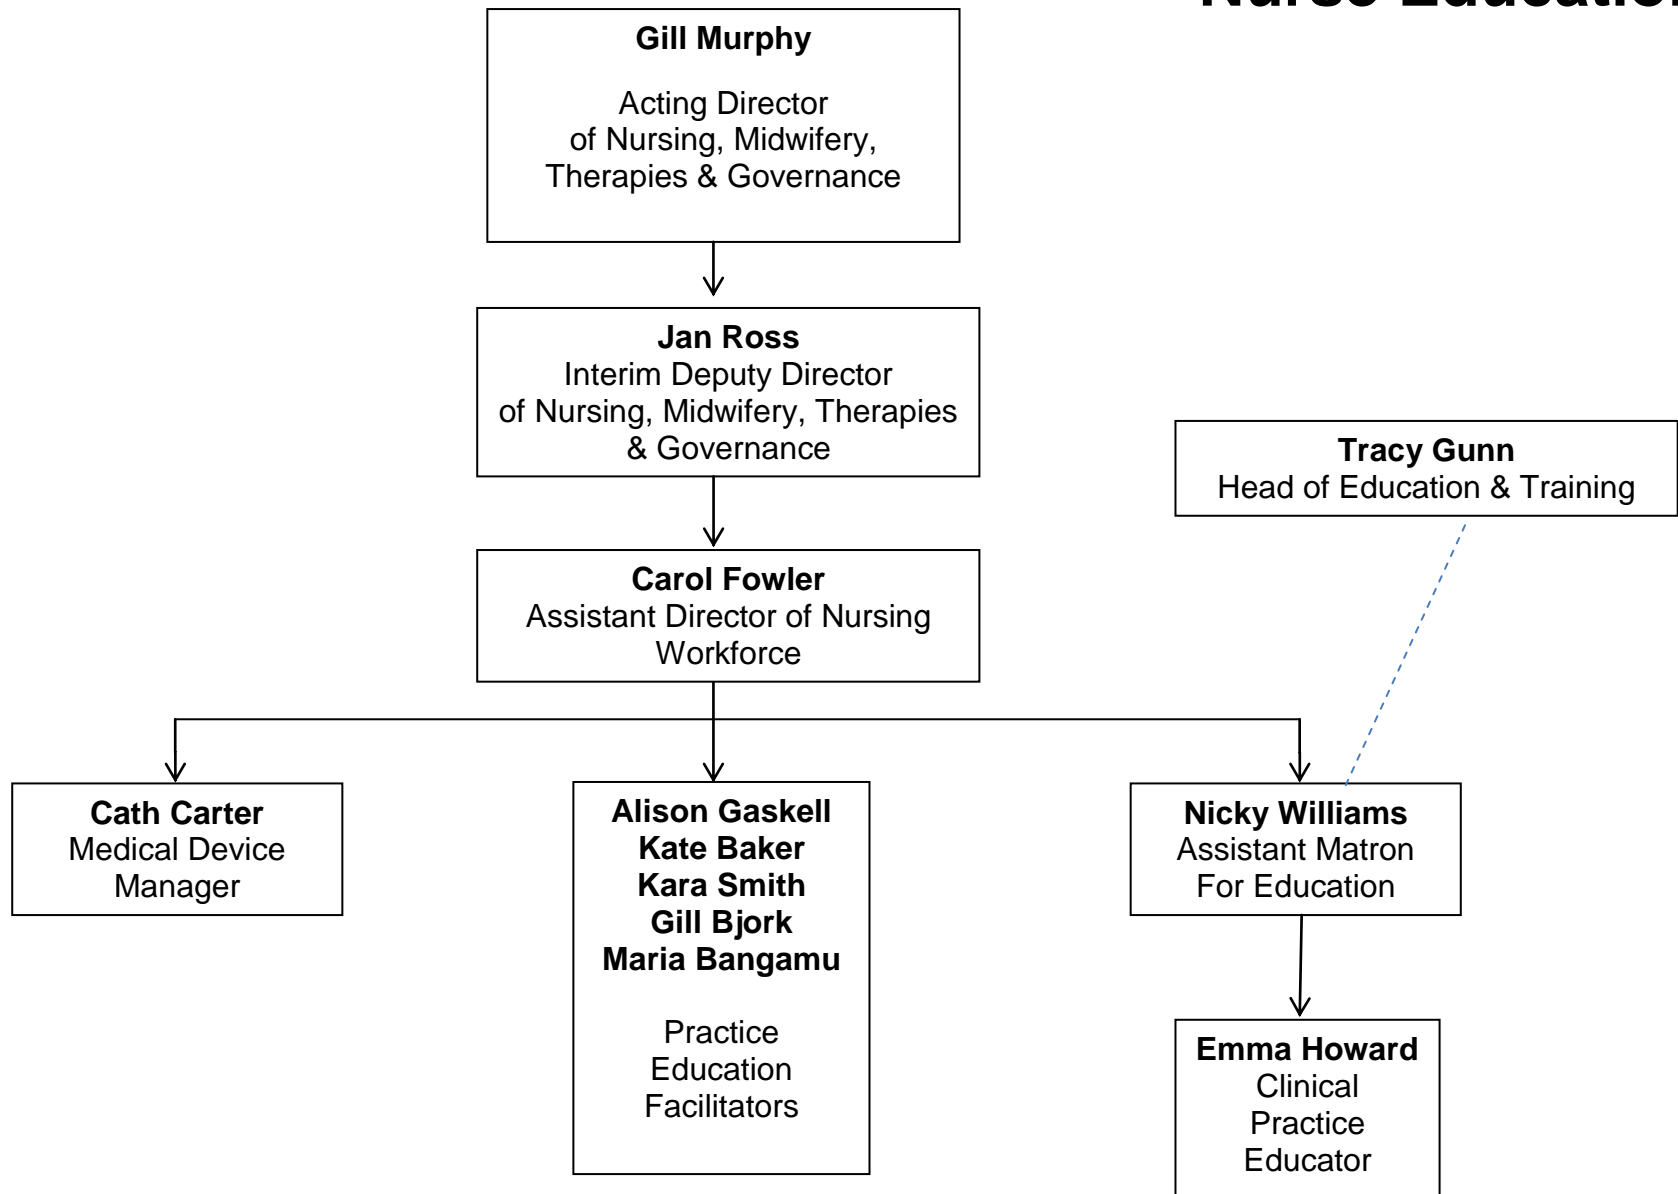 Nurse Education
Gill Murphy
Acting Director
of Nursing, Midwifery,
Therapies & Governance
Jan Ross
Interim Deputy Director
of Nursing, Midwifery, Therapies
& Governance
Tracy Gunn
Head of Education & Training
Carol Fowler
Assistant Director of Nursing
Workforce
Cath Carter
Medical Device
Manager
Alison Gaskell
Kate Baker
Kara Smith
Gill Bjork
Maria Bangamu
Practice
Education
Facilitators
Nicky Williams
Assistant Matron
For Education
Emma Howard
Clinical
Practice
Educator